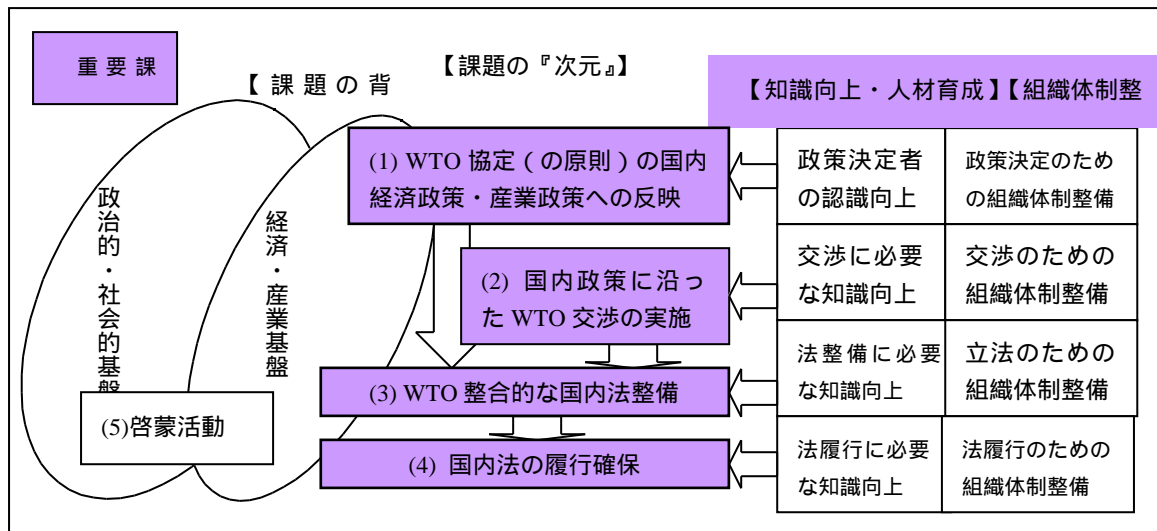 重要課
【課題の背
【課題の『次元』】
【知識向上・人材育成】【組織体制整
政治的・社会的基盤
経済・産業基盤
(1) WTO 協定（の原則）の国内
経済政策・産業政策への反映
政策決定者
の認識向上
政策決定のため
の組織体制整備
(2) 国内政策に沿っ
た WTO 交渉の実施
交渉に必要
な知識向上
交渉のための
組織体制整備
(3) WTO 整合的な国内法整備
法整備に必要
な知識向上
立法のための
組織体制整備
(5)啓蒙活動
(4) 国内法の履行確保
法履行に必要
な知識向上
法履行のための
組織体制整備